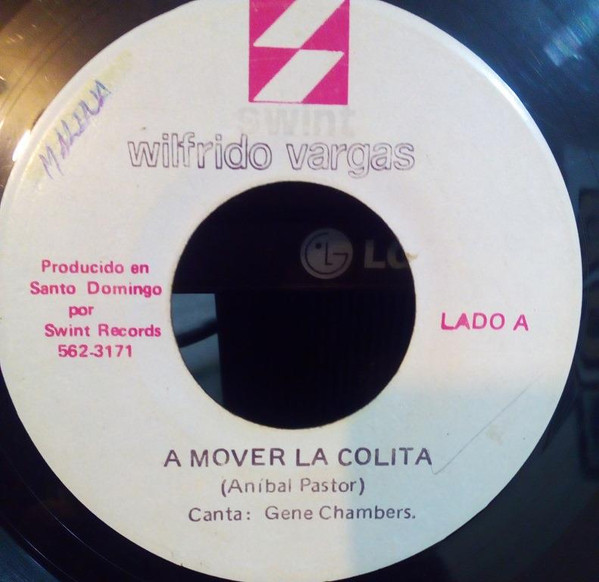 swint
wilfrido vargas
Producido en
Santo Domingo
por
Swint Records
562-3171
LADO A
LG
A MOVER LA COLITA
(Aníbal Pastor)
Canta: Gene Chambers.